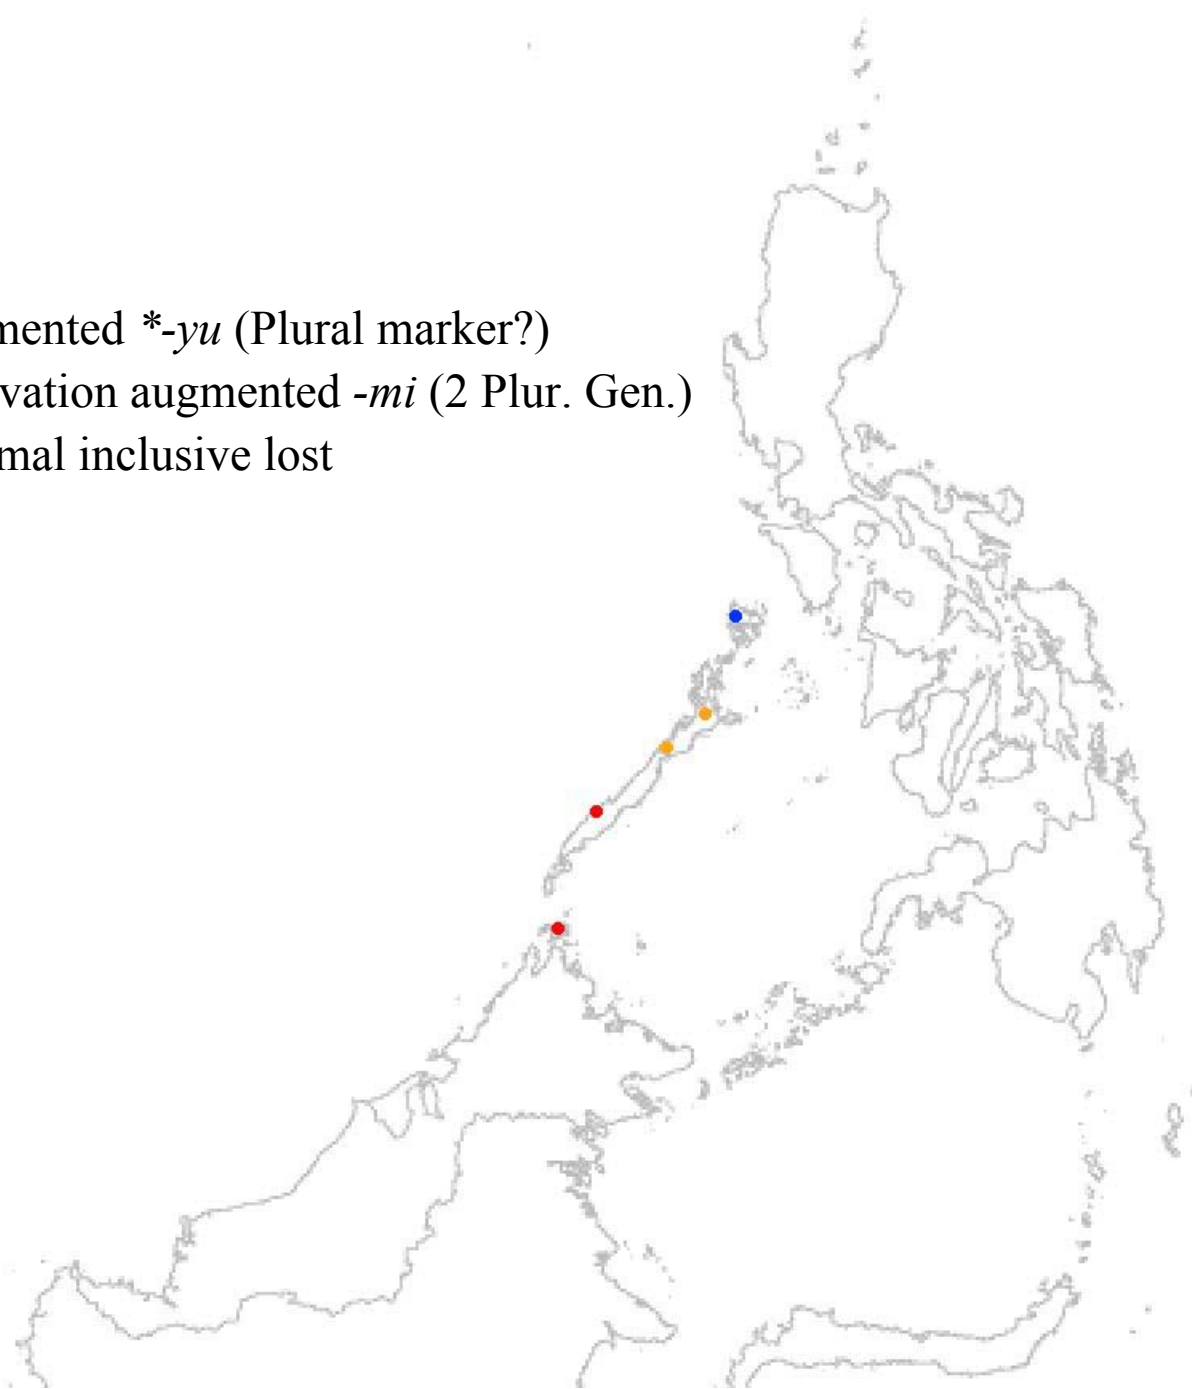 mented *-yu (Plural marker?)
vation augmented -mi (2 Plur. Gen.)
mal inclusive lost